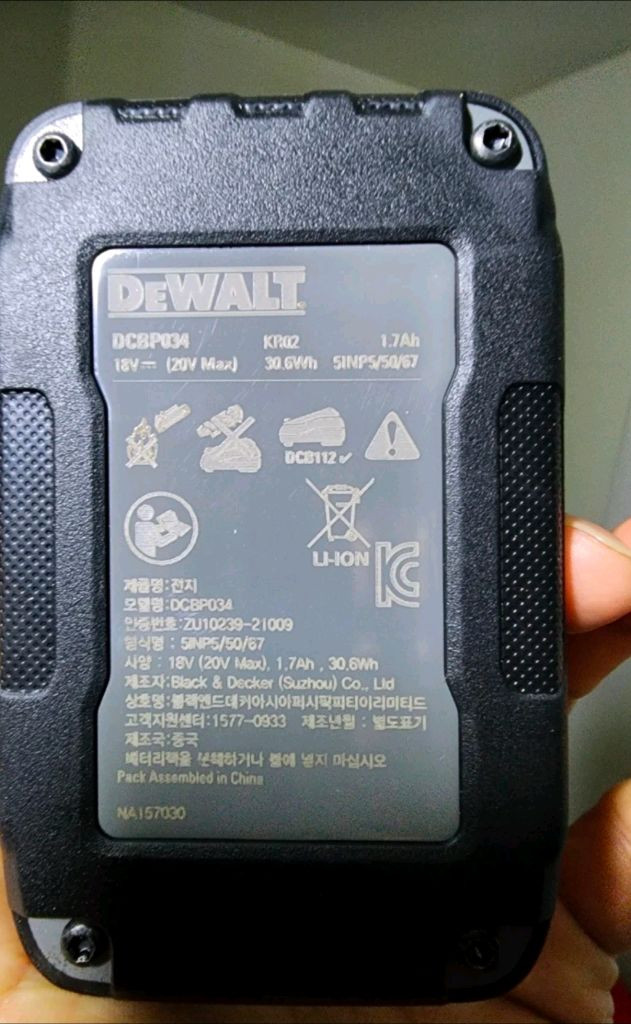 DEWALT
DCBP034 KR02 1.7Ah
18V⎓ (20V Max) 30.6Wh 5INP5/50/67
DCB112 ✓
LI-ION
제품명:전지
모델명:DCBP034
인증번호:ZU10239-21009
형식명 : 5INP5/50/67
사양 : 18V (20V Max), 1.7Ah , 30.6Wh
제조자:Black & Decker (Suzhou) Co., Ltd
상호명:블랙앤드데커아시아퍼시픽피티이리미티드
고객지원센터:1577-0933 제조년월 : 별도표기
제조국:중국
배터리팩을 분해하거나 불에 넣지 마십시오
Pack Assembled in China
NA157030